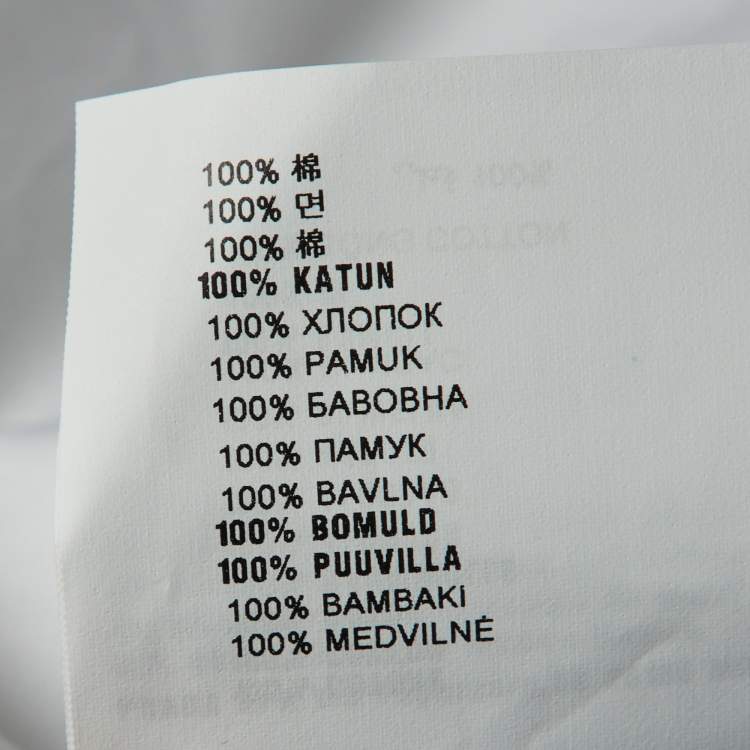 100% 棉
100% 면
100% 棉
100% KATUN
100% ХЛОПОК
100% PAMUK
100% БАВОВНА
100% ПАМУК
100% BAVLNA
100% BOMULD
100% PUUVILLA
100% BAMBAKİ
100% MEDVILNĖ